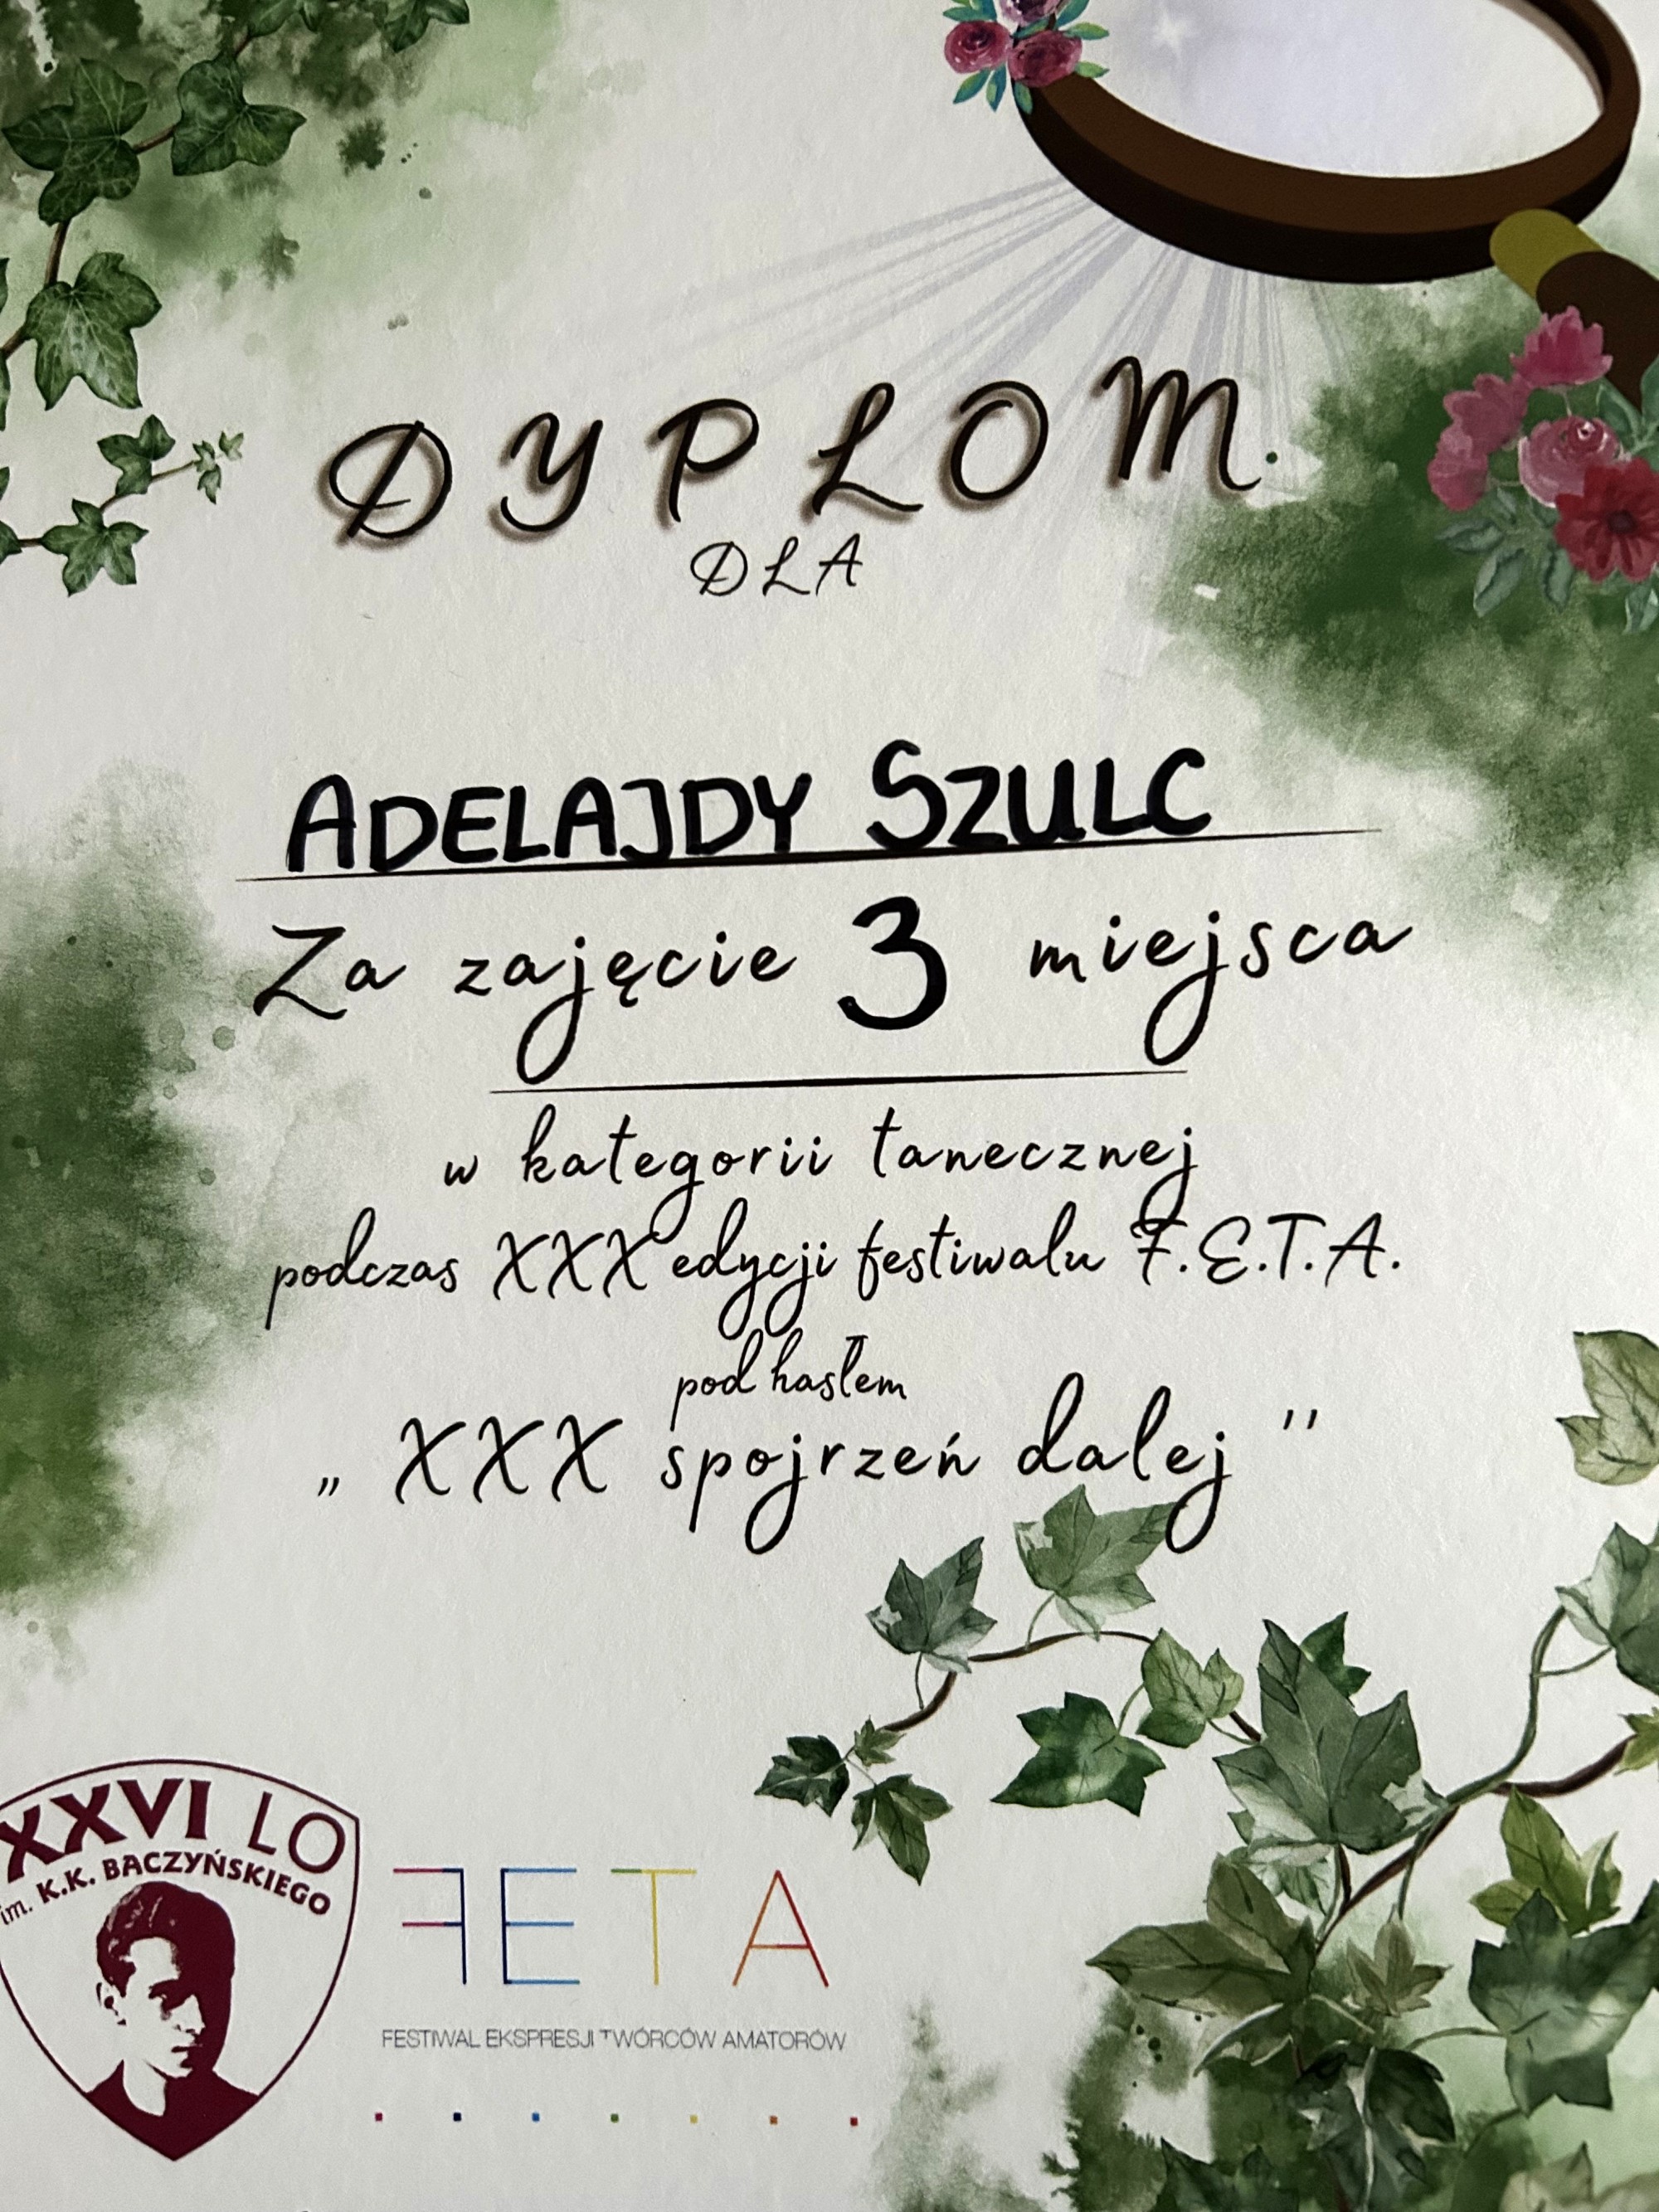 DYPLOM.
DLA
ADELAJDY SZULC
Za zajęcie 3 miejsca
w kategorii tanecznej
podczas XXX edycji festiwalu F.E.T.A.
pod hasłem
„ XXX spojrzeń dalej ''
XXVI LO
im. K.K. BACZYŃSKIEGO
FETA
FESTIWAL EKSPRESJI TWÓRCÓW AMATORÓW